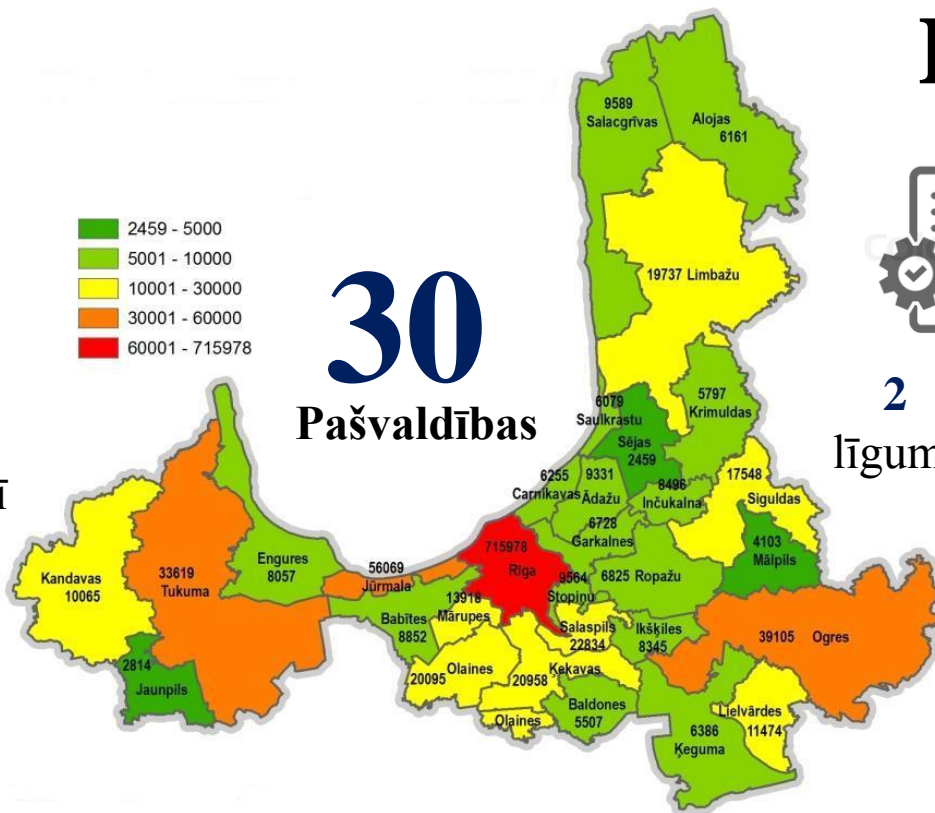 9589
Salacgrīvas
Alojas
6161
2459 - 5000
5001 - 10000
10001 - 30000
30001 - 60000
60001 - 715978
30
Pašvaldības
19737 Limbažu
2
līgum
ī
5797
Krimuldas
6079
Saulkrastu
Sējas
2459
17548
Siguldas
6255
Carnikavas
9331
Ādažu
8496
Inčukalna
6728
Garkalnes
4103
Mālpils
715978
Rīga
9564
Stopiņu
6825 Ropažu
Engures
8057
56069
Jūrmala
Kandavas
10065
33619
Tukuma
13918
Mārupes
Babītes
8852
Salaspils
22834
Ikšķiles
8345
39105 Ogres
2814
Jaunpils
20095
Olaines
20958
Ķekavas
Baldones
5507
Olaines
Lielvārdes
11474
6386
Ķeguma